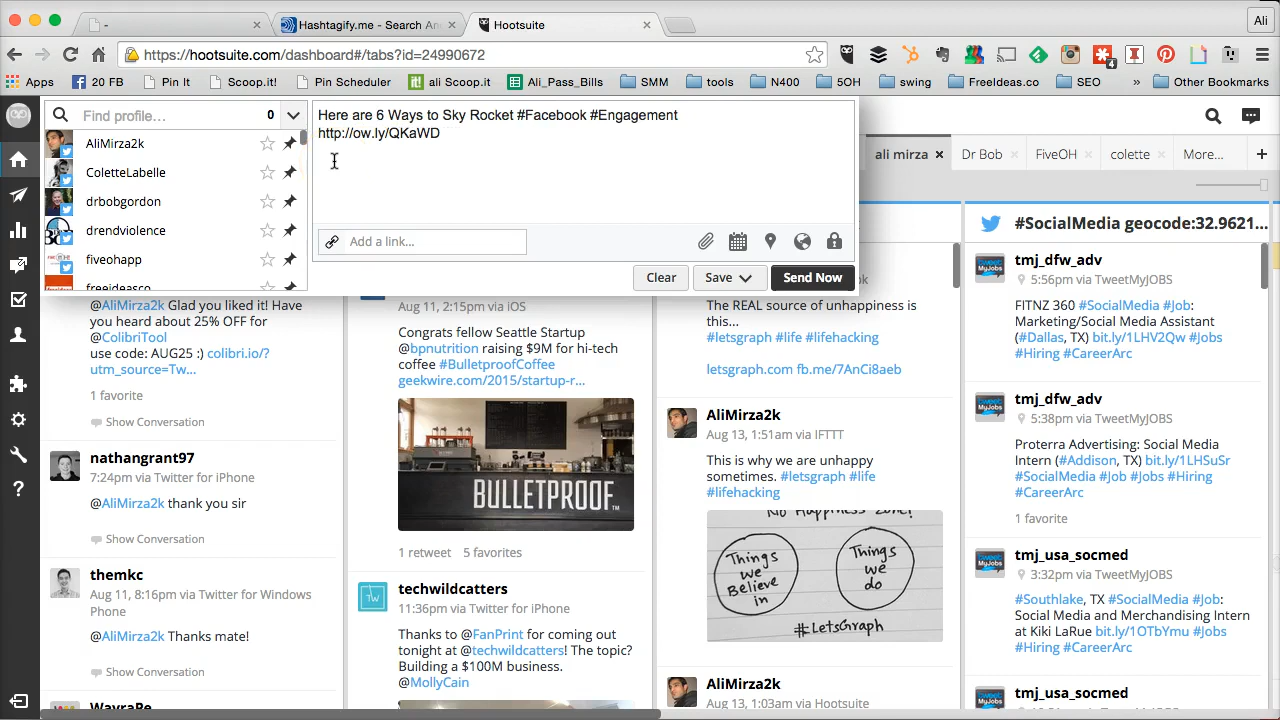 -
Hashtagify.me - Search An
Hootsuite
Ali
https://hootsuite.com/dashboard#/tabs?id=24990672
4
Apps
20 FB
Pin It
Scoop.it!
Pin Scheduler
it!
ali Scoop.it
Ali_Pass_Bills
SMM
tool
N400
5OH
swing
FreeIdeas.co
SEO
Other Bookmarks
Find profile…
0
AliMirza2k
ColetteLabelle
drbobgordon
drendviolence
fiveohapp
freeideasco
Here are 6 Ways to Sky Rocket #Facebook #Engagement
http://ow.ly/QKaWD
Add a link...
Clear
Save
Send Now
ali mirza
Dr Bob
FiveOH
colette
More...
@AliMirza2k Glad you liked it! Have
you heard about 25% OFF for
@ColibriTool
use code: AUG25 :) colibri.io/?
utm_source=Tw...
1 favorite
Show Conversation
nathangrant97
7:24pm via Twitter for iPhone
@AliMirza2k thank you sir
Show Conversation
themkc
Aug 11, 8:16pm via Twitter for Windows
Phone
@AliMirza2k Thanks mate!
Show Conversation
WayraPe
Aug 11, 2:15pm via iOS
Congrats fellow Seattle Startup
@bpnutrition raising $9M for hi-tech
coffee #BulletproofCoffee
geekwire.com/2015/startup-r...
BULLETPROOF™
1 retweet 5 favorites
TW
techwildcatters
11:36pm via Twitter for iPhone
Thanks to @FanPrint for coming out
tonight at @techwildcatters! The topic?
Building a $100M business.
@MollyCain
The REAL source of unhappiness is
this...
#letsgraph #life #lifehacking
letsgraph.com fb.me/7AnCi8aeb
AliMirza2k
Aug 13, 1:51am via IFTTT
This is why we are unhappy
sometimes. #letsgraph #life
#lifehacking
No Happiness Zone!
Things
we
Believe
in
Things
we
do
#LetsGraph
AliMirza2k
Aug 13, 1:03am via Hootsuite
#SocialMedia geocode:32.9621...
tmj_dfw_adv
5:56pm via TweetMyJOBS
FITNZ 360 #SocialMedia #Job:
Marketing/Social Media Assistant
(#Dallas, TX) bit.ly/1LHV2Qw #Jobs
#Hiring #CareerArc
tmj_dfw_adv
5:38pm via TweetMyJOBS
Proterra Advertising: Social Media
Intern (#Addison, TX) bit.ly/1LHSuSr
#SocialMedia #Job #Jobs #Hiring
#CareerArc
1 favorite
tmj_usa_socmed
3:32pm via TweetMyJOBS
#Southlake, TX #SocialMedia #Job:
Social Media and Merchandising Intern
at Kiki LaRue bit.ly/1OTbYmu #Jobs
#Hiring #CareerArc
tmj_usa_socmed